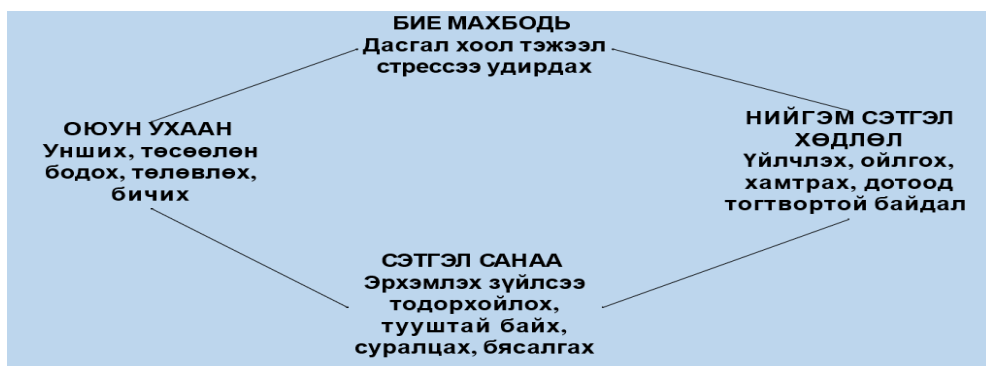 БИЕ МАХБОДЬ
Дасгал хоол тэжээл
стрессээ удирдах
ОЮУН УХААН
Унших, төсөөлөн
бодох, төлөвлөх,
бичих
НИЙГЭМ СЭТГЭЛ
ХӨДЛӨЛ
Үйлчлэх, ойлгох,
хамтрах, дотоод
тогтвортой байдал
СЭТГЭЛ САНАА
Эрхэмлэх зүйлсээ
тодорхойлох,
тууштай байх,
суралцах, бясалгах